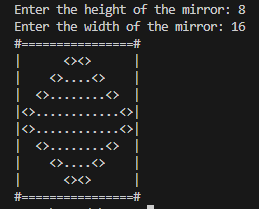 Enter the height of the mirror: 8
Enter the width of the mirror: 16
#================#
|      <><>      |
|    <>....<>    |
|  <>........<>  |
|<>............<>|
|<>............<>|
|  <>........<>  |
|    <>....<>    |
|      <><>      |
#================#